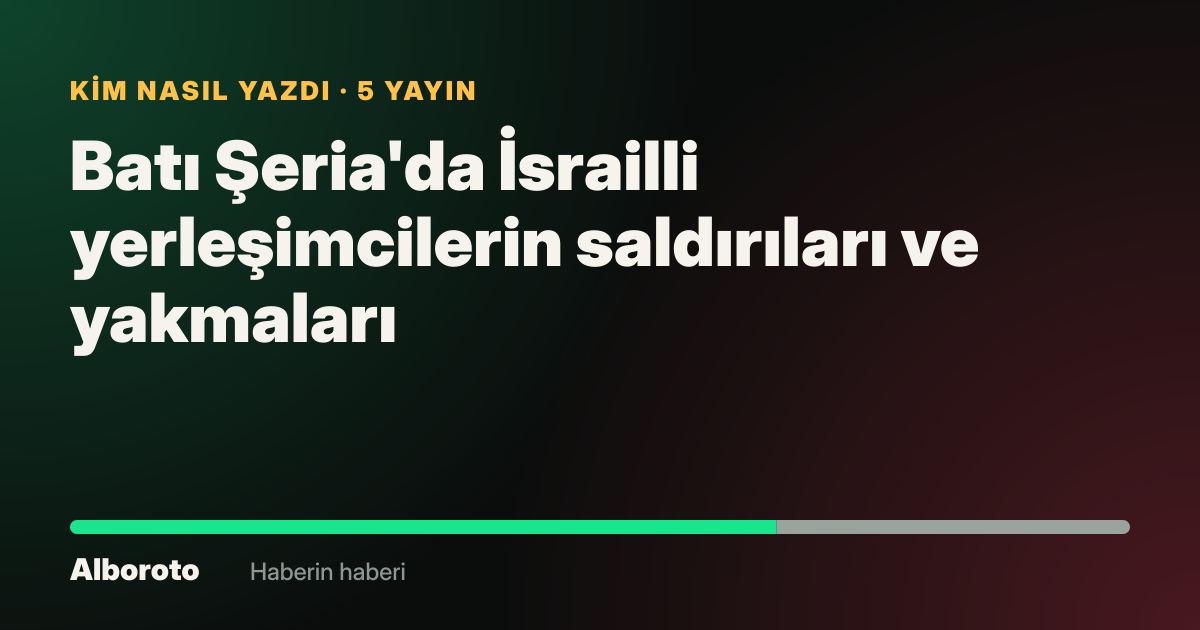 KİM NASIL YAZDI · 5 YAYIN
Batı Şeria'da İsrailli
yerleşimcilerin saldırıları ve
yakmaları
Alboroto
Haberin haberi